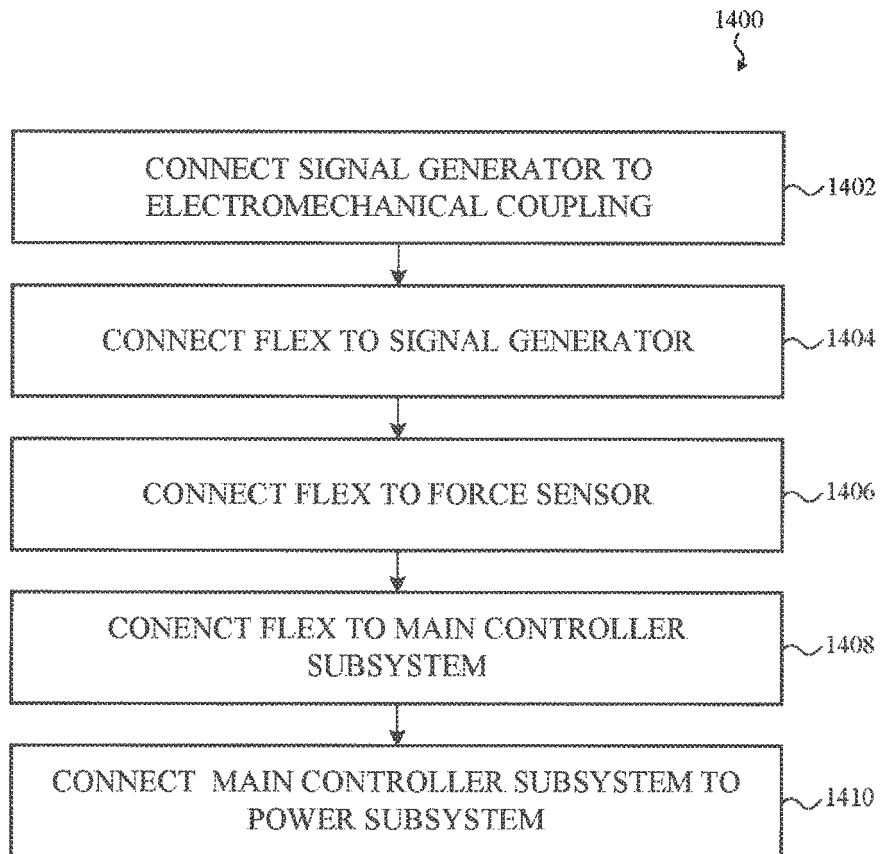 1400
CONNECT SIGNAL GENERATOR TO
ELECTROMECHANICAL COUPLING
1402
CONNECT FLEX TO SIGNAL GENERATOR
1404
CONNECT FLEX TO FORCE SENSOR
1406
CONENCT FLEX TO MAIN CONTROLLER
SUBSYSTEM
1408
CONNECT MAIN CONTROLLER SUBSYSTEM TO
POWER SUBSYSTEM
1410